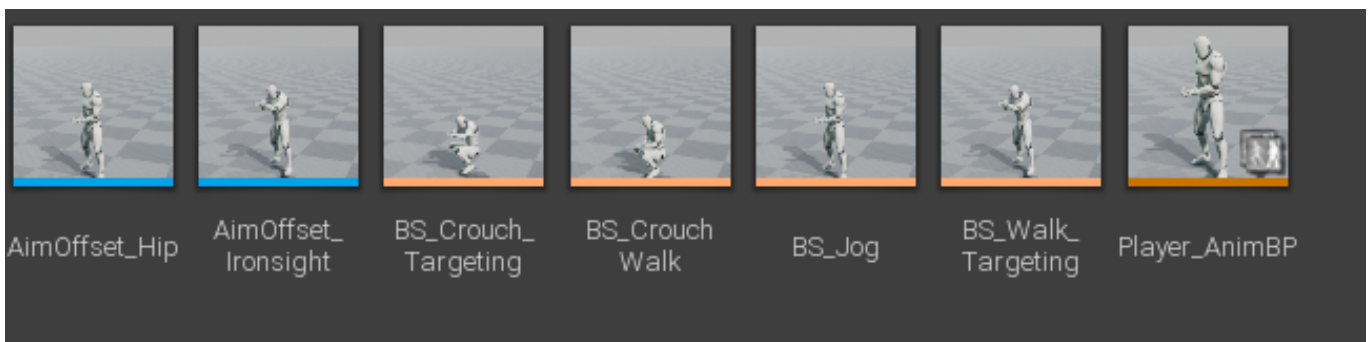 AimOffset_Hip
AimOffset_
Ironsight
BS_Crouch_
Targeting
BS_Crouch
Walk
BS_Jog
BS_Walk_
Targeting
Player_AnimBP